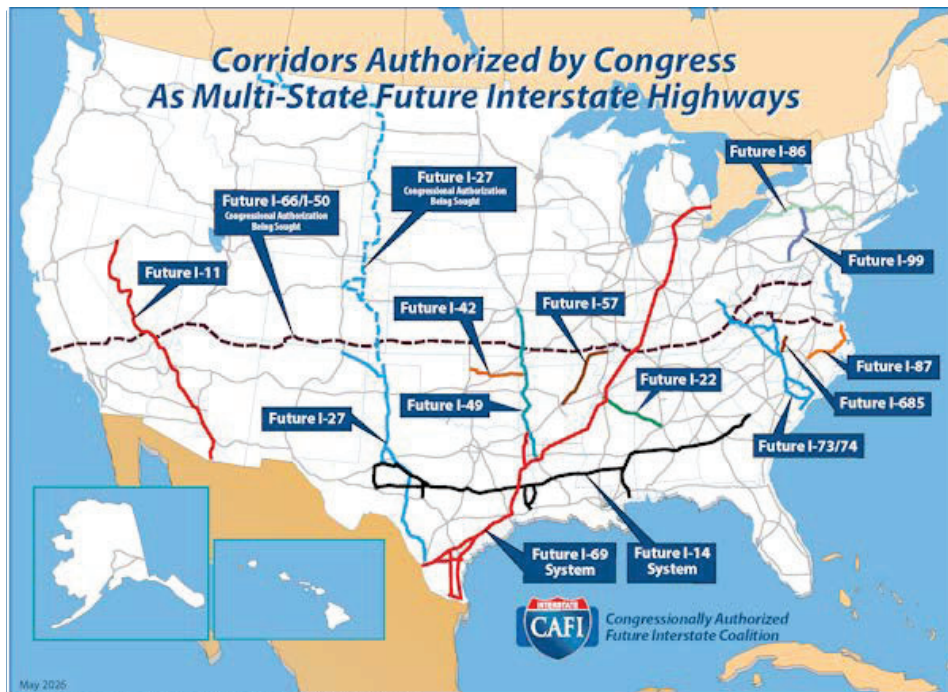 Corridors Authorized by Congress
As Multi-State Future Interstate Highways
Future I-86
Future I-27
Congressional Authorization
Being Sought
Future I-66/I-50
Congressional Authorization
Being Sought
Future I-99
Future I-11
Future I-42
Future I-57
Future I-87
Future I-22
Future I-49
Future I-685
Future I-27
Future I-73/74
Future I-69
System
Future I-14
System
INTERSTATE
CAFI
Congressionally Authorized
Future Interstate Coalition
May 2026